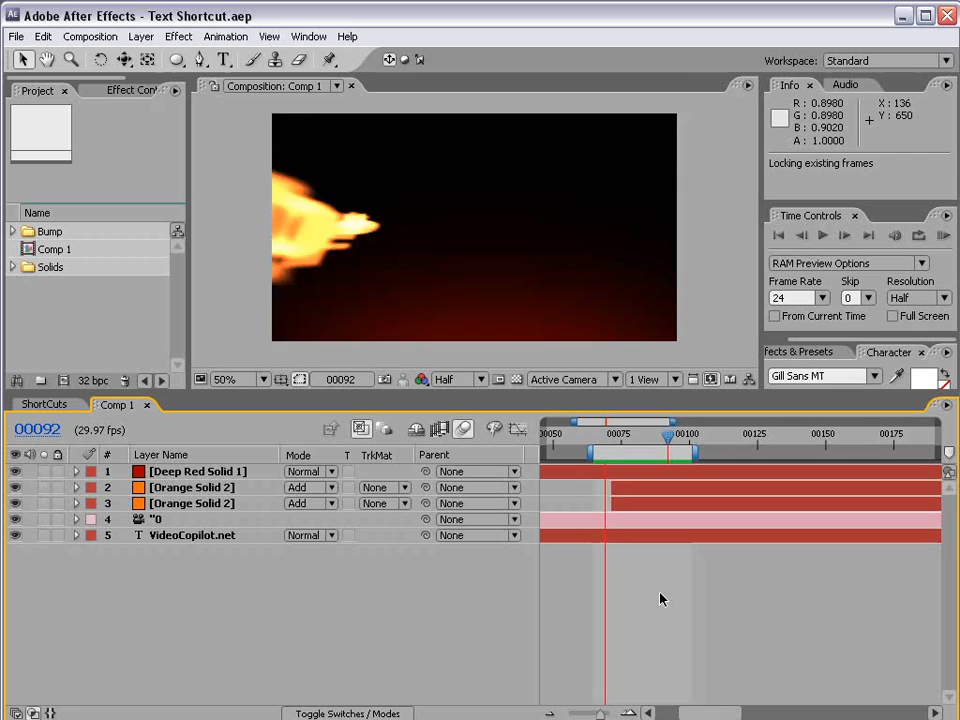 Adobe After Effects - Text Shortcut.aep
File Edit Composition Layer Effect Animation View Window Help
Workspace: Standard
Project × Effect Con
Composition: Comp 1 ×
Info × Audio
R: 0.8980 X: 136
G: 0.8980 Y: 650
B: 0.9020
A: 1.0000
Locking existing frames
Name
Bump
Comp 1
Solids
Time Controls ×
RAM Preview Options
Frame Rate Skip Resolution
24 0 Half
From Current Time Full Screen
ffects & Presets Character ×
Gill Sans MT
32 bpc
50% 00092 Half Active Camera 1 View
ShortCuts Comp 1 ×
00092 (29.97 fps)
00050 00075 00100 00125 00150 00175
# Layer Name Mode T TrkMat Parent
1 [Deep Red Solid 1] Normal None
2 [Orange Solid 2] Add None None
3 [Orange Solid 2] Add None None
4 "0 None
5 T VideoCopilot.net Normal None None
Toggle Switches / Modes